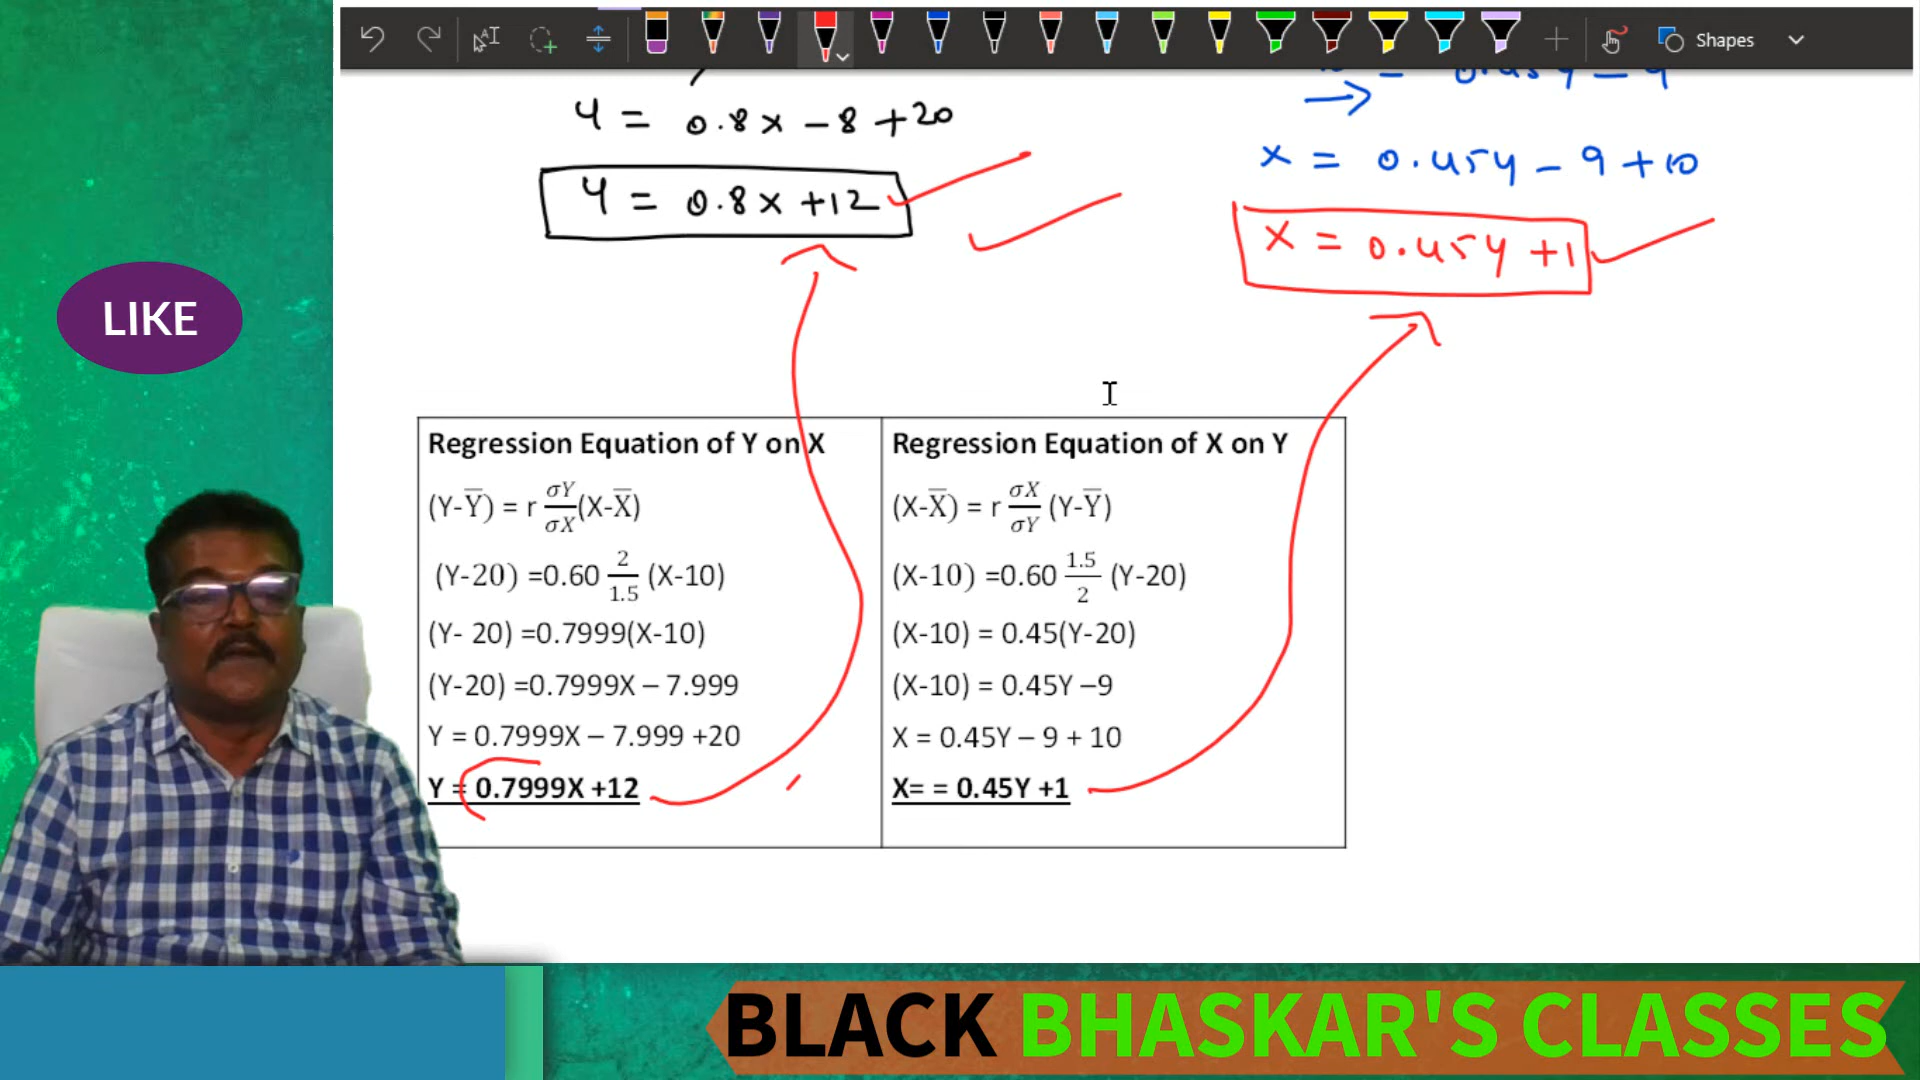 Shapes
y = 0.8x - 8 + 20
y = 0.8x + 12
x = 0.45y - 9 + 10
x = 0.45y + 1
LIKE
Regression Equation of Y on X
(Y-Y̅) = r σY/σX (X-X̅)
(Y-20) =0.60 2/1.5 (X-10)
(Y- 20) =0.7999(X-10)
(Y-20) =0.7999X – 7.999
Y = 0.7999X – 7.999 +20
Y = 0.7999X +12
Regression Equation of X on Y
(X-X̅) = r σX/σY (Y-Y̅)
(X-10) =0.60 1.5/2 (Y-20)
(X-10) = 0.45(Y-20)
(X-10) = 0.45Y –9
X = 0.45Y – 9 + 10
X= = 0.45Y +1
BLACK BHASKAR'S CLASSES